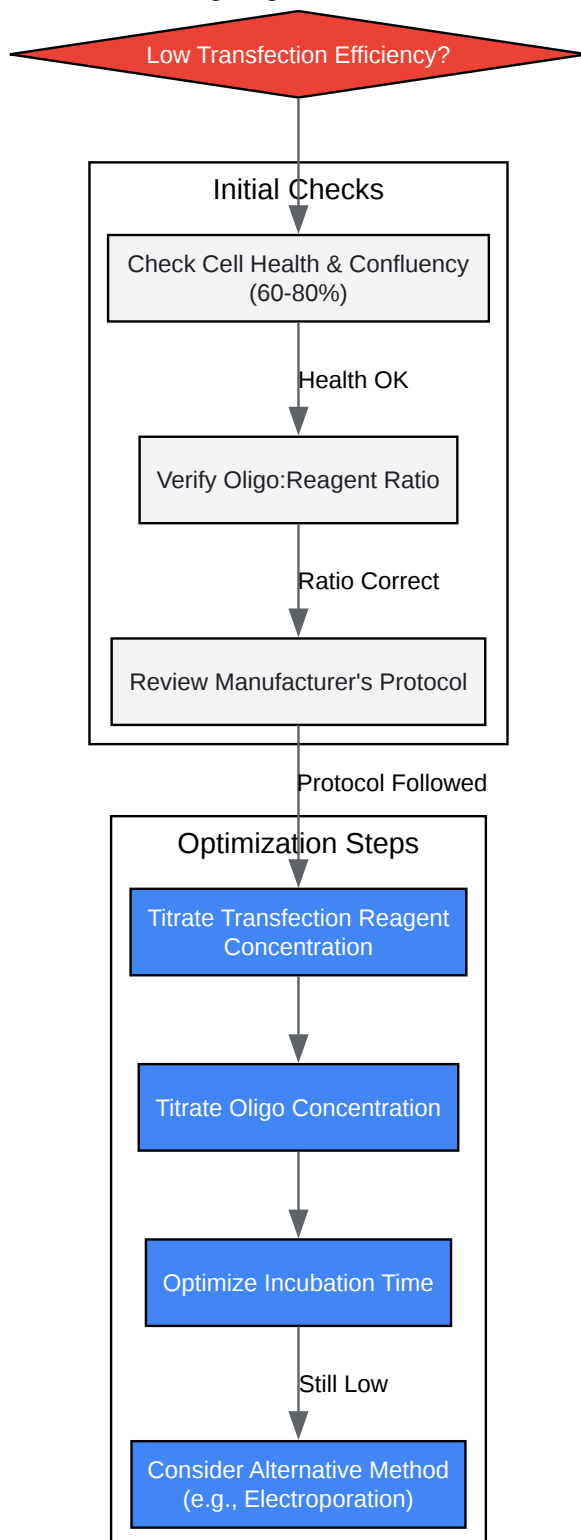 Low Transfection Efficiency?
Initial Checks
Check Cell Health & Confluency
(60-80%)
Health OK
Verify Oligo:Reagent Ratio
Ratio Correct
Review Manufacturer's Protocol
Protocol Followed
Optimization Steps
Titrate Transfection Reagent
Concentration
Titrate Oligo Concentration
Optimize Incubation Time
Still Low
Consider Alternative Method
(e.g., Electroporation)